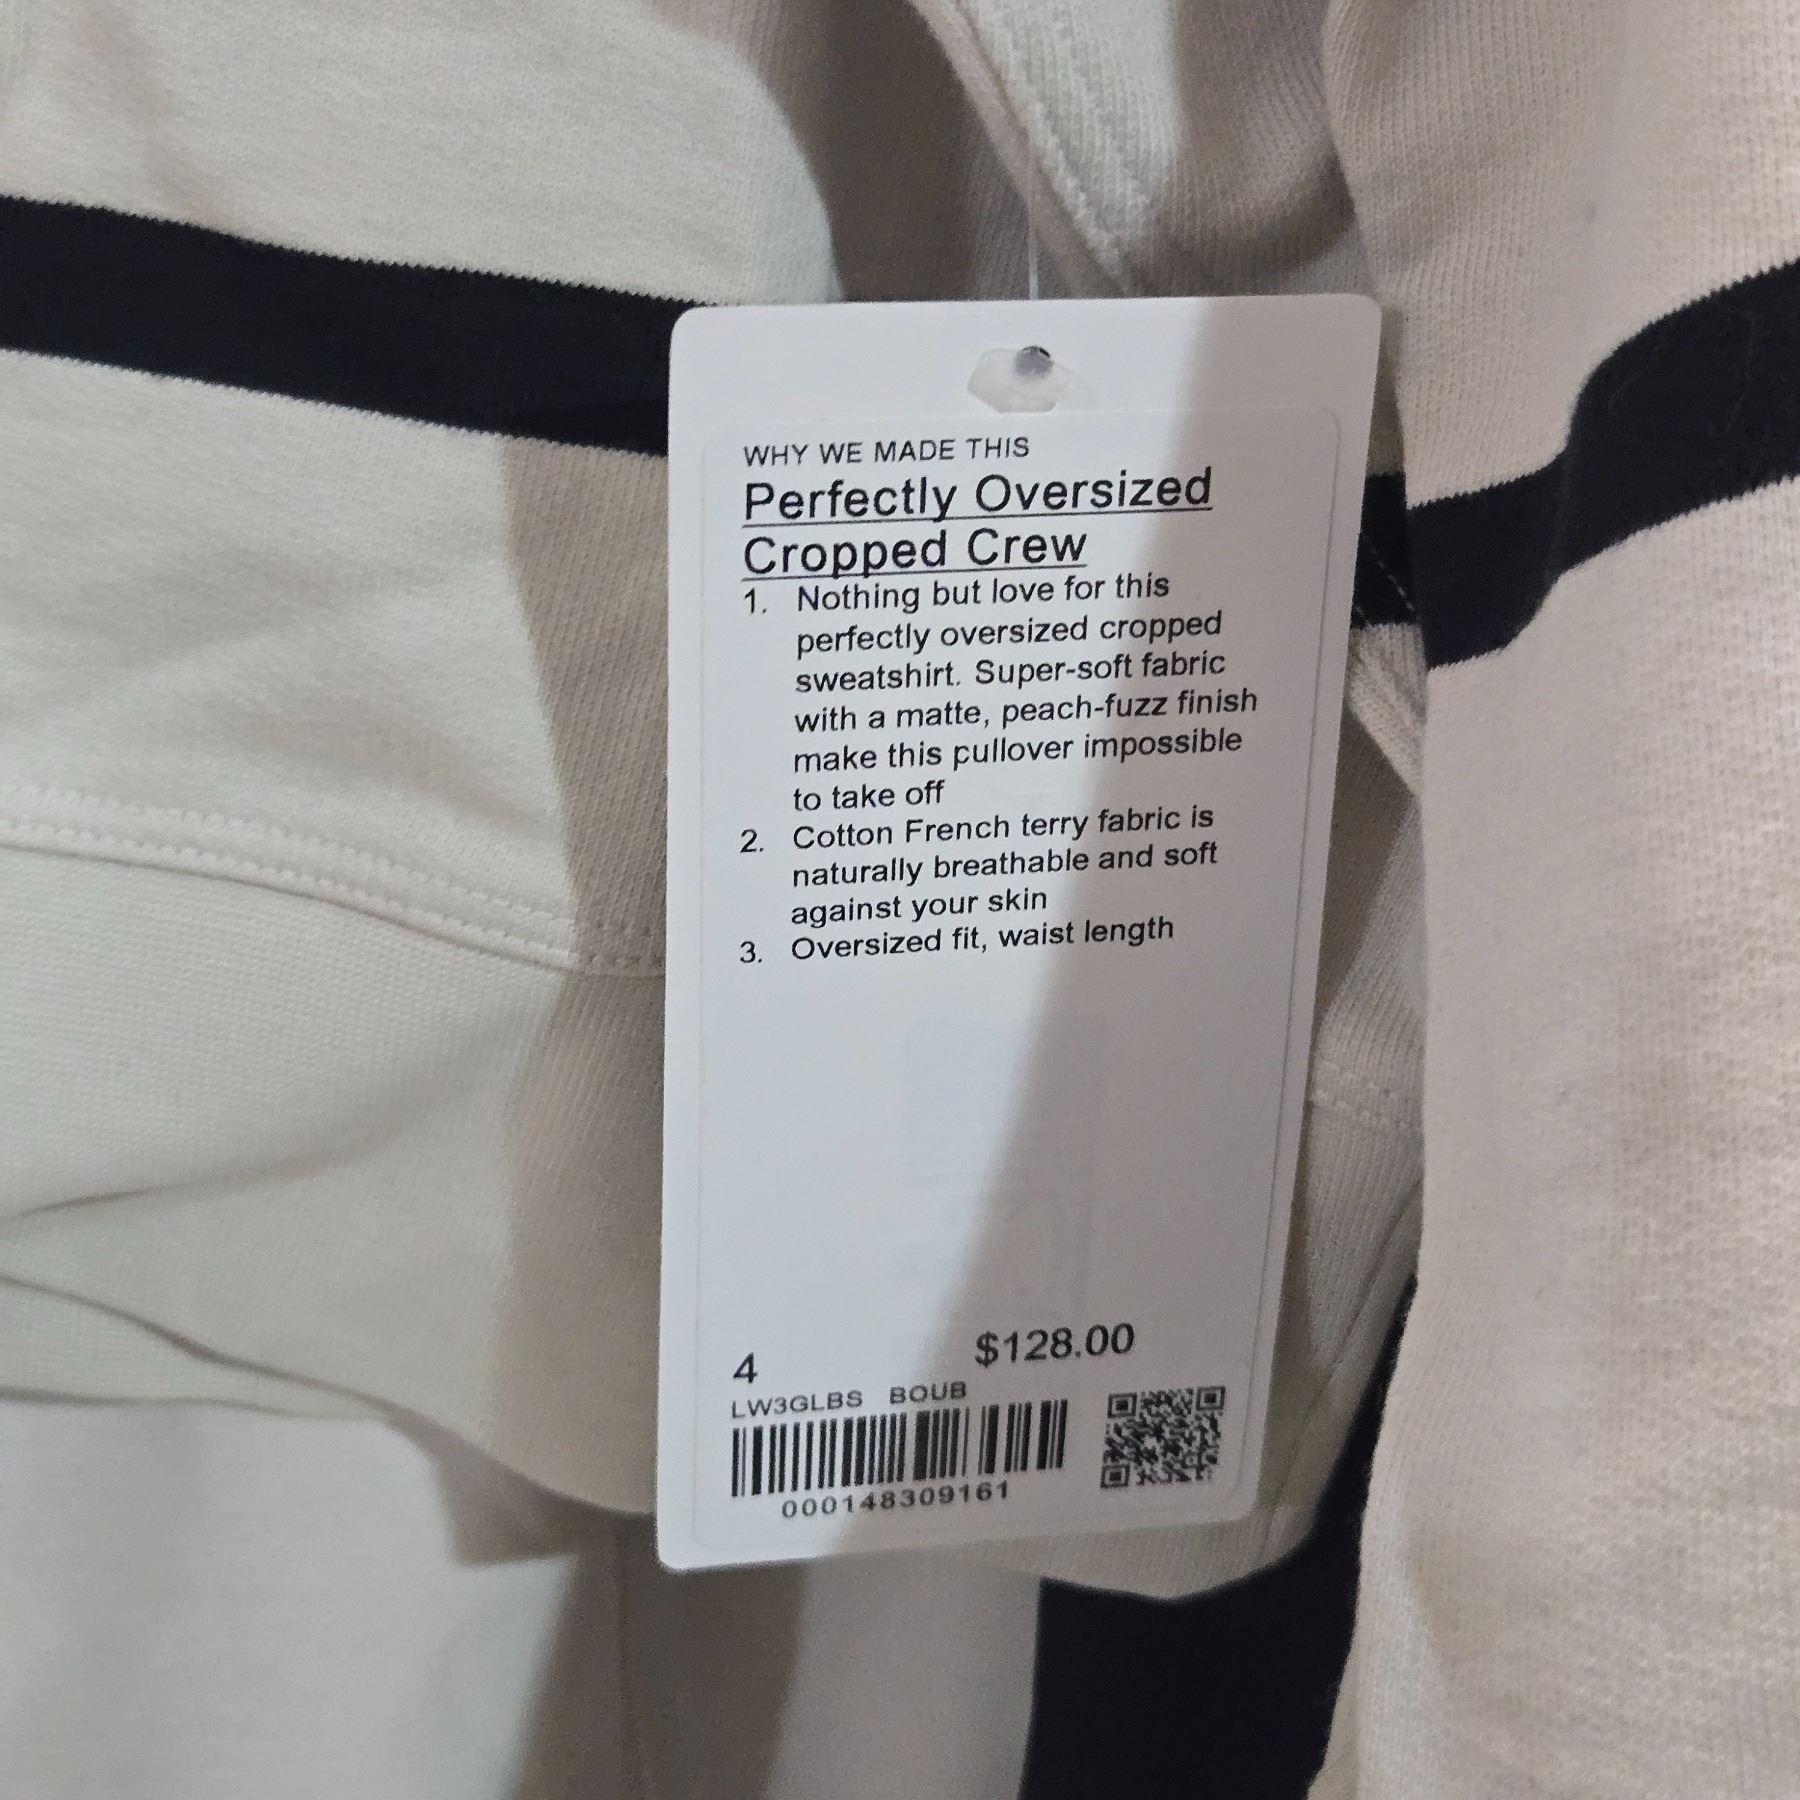 WHY WE MADE THIS
Perfectly Oversized
Cropped Crew
1. Nothing but love for this
perfectly oversized cropped
sweatshirt. Super-soft fabric
with a matte, peach-fuzz finish
make this pullover impossible
to take off
2. Cotton French terry fabric is
naturally breathable and soft
against your skin
3. Oversized fit, waist length
4 $128.00
LW3GLBS BOUB
000148309161